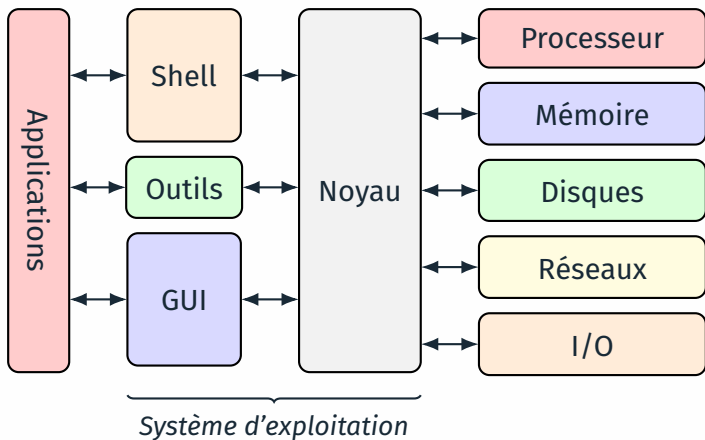 Applications
Shell
Outils
GUI
Noyau
Processeur
Mémoire
Disques
Réseaux
I/O
Système d'exploitation